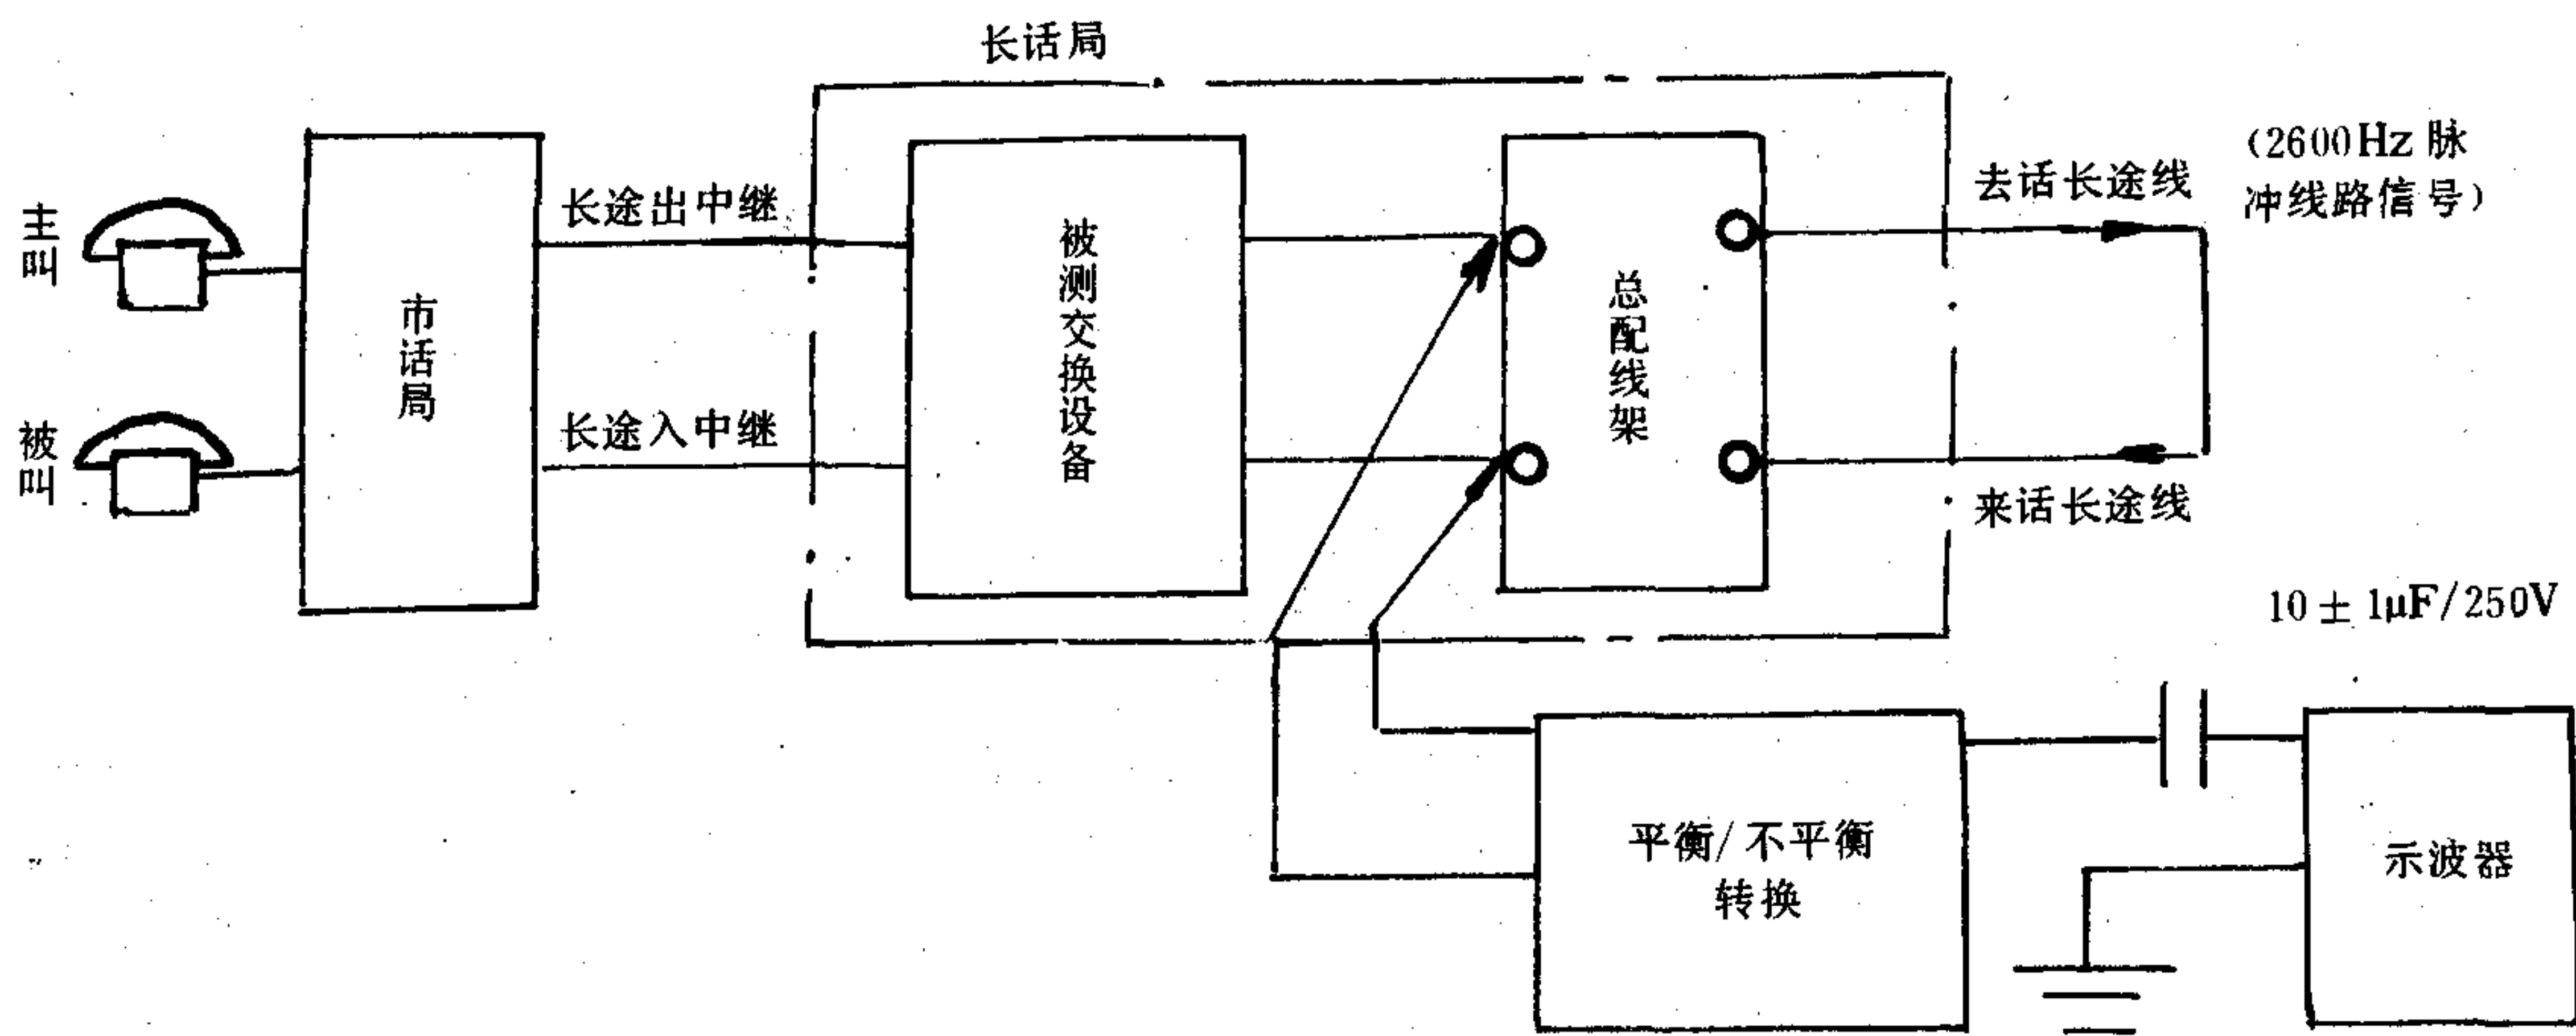 长话局
主叫
被叫
市话局
长途出中继
长途入中继
被测交换设备
总配线架
去话长途线
来话长途线
(2600Hz 脉
冲线路信号)
10 ± 1μF/250V
平衡/不平衡
转换
示波器